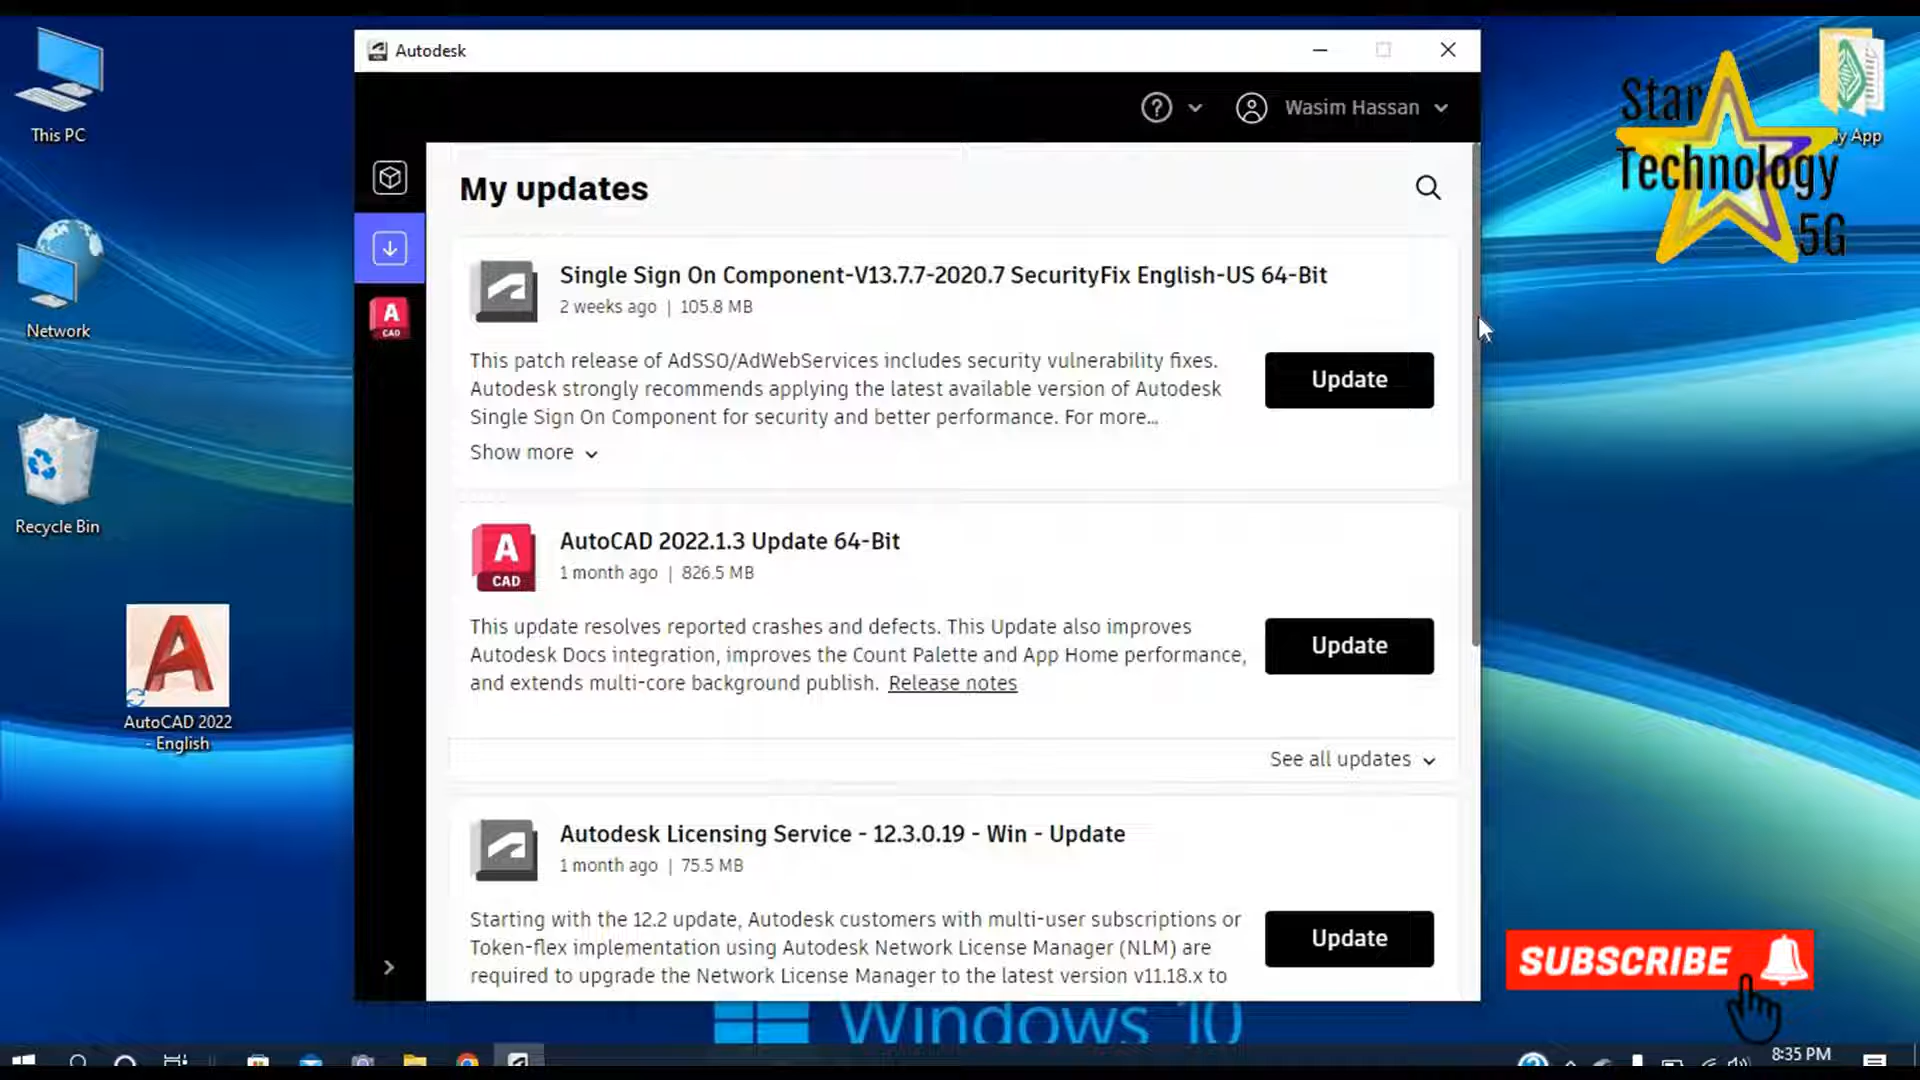 Autodesk
Wasim Hassan
This PC
Network
Recycle Bin
AutoCAD 2022
- English
My updates
Single Sign On Component-V13.7.7-2020.7 SecurityFix English-US 64-Bit
2 weeks ago | 105.8 MB
This patch release of AdSSO/AdWebServices includes security vulnerability fixes.
Autodesk strongly recommends applying the latest available version of Autodesk
Single Sign On Component for security and better performance. For more...
Update
Show more
A
CAD
AutoCAD 2022.1.3 Update 64-Bit
1 month ago | 826.5 MB
A
CAD
This update resolves reported crashes and defects. This Update also improves
Autodesk Docs integration, improves the Count Palette and App Home performance,
and extends multi-core background publish. Release notes
Update
See all updates
Autodesk Licensing Service - 12.3.0.19 - Win - Update
1 month ago | 75.5 MB
Starting with the 12.2 update, Autodesk customers with multi-user subscriptions or
Token-flex implementation using Autodesk Network License Manager (NLM) are
required to upgrade the Network License Manager to the latest version v11.18.x to
Update
Star
Technology
5G
App
SUBSCRIBE
Windows 10
8:35 PM